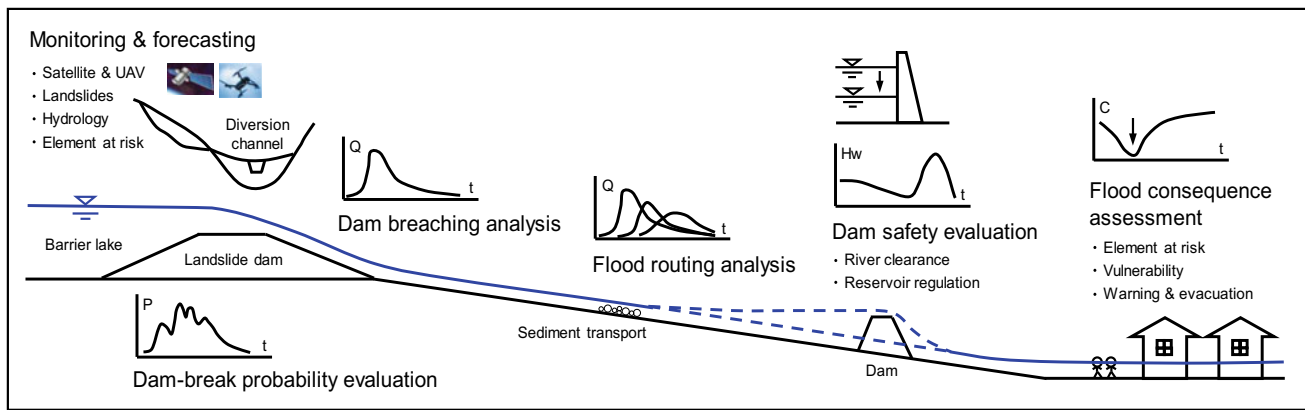 Monitoring & forecasting
· Satellite & UAV
· Landslides
· Hydrology
· Element at risk
Diversion
channel
Barrier lake
Landslide dam
P
t
Dam-break probability evaluation
Q
t
Dam breaching analysis
Q
t
Flood routing analysis
Sediment transport
Hw
t
Dam safety evaluation
· River clearance
· Reservoir regulation
Dam
C
t
Flood consequence
assessment
· Element at risk
· Vulnerability
· Warning & evacuation